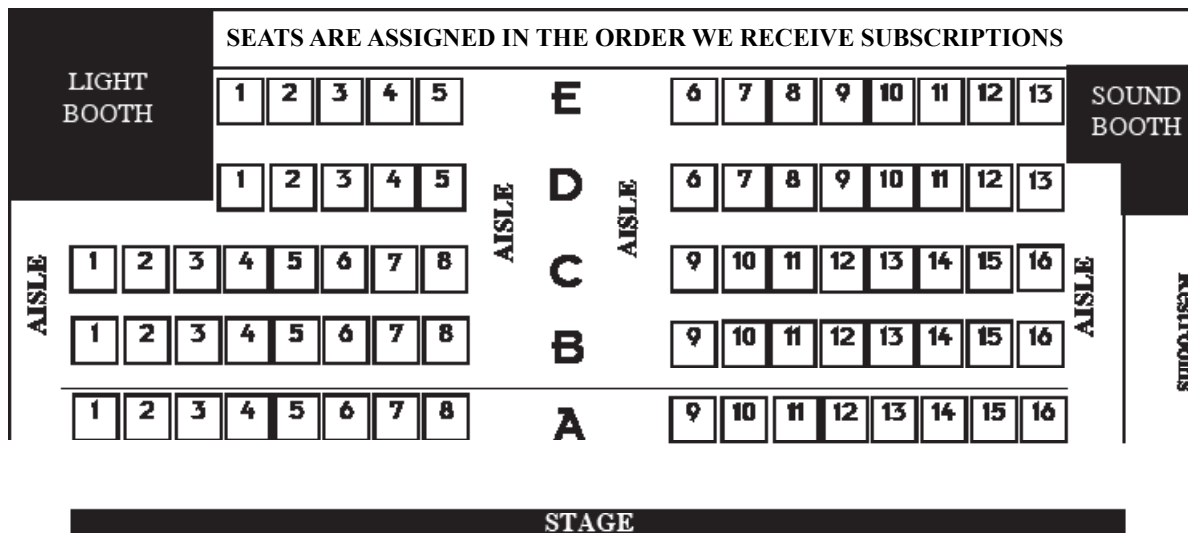 SEATS ARE ASSIGNED IN THE ORDER WE RECEIVE SUBSCRIPTIONS
LIGHT
BOOTH
1 2 3 4 5 E 6 7 8 9 10 11 12 13
SOUND
BOOTH
1 2 3 4 5 D 6 7 8 9 10 11 12 13
AISLE
AISLE
AISLE
1 2 3 4 5 6 7 8 C 9 10 11 12 13 14 15 16
AISLE
Restrooms
1 2 3 4 5 6 7 8 B 9 10 11 12 13 14 15 16
1 2 3 4 5 6 7 8 A 9 10 11 12 13 14 15 16
STAGE